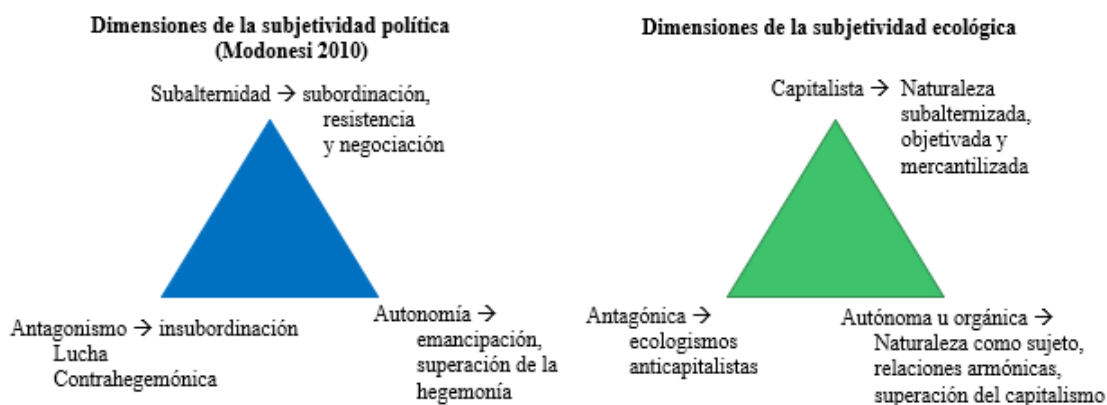 Dimensiones de la subjetividad política
(Modonesi 2010)
Subalternidad → subordinación,
resistencia
y negociación
Antagonismo → insubordinación
Lucha
Contrahegemónica
Autonomía →
emancipación,
superación de la
hegemonía
Dimensiones de la subjetividad ecológica
Capitalista → Naturaleza
subalternizada,
objetivada y
mercantilizada
Antagónica →
ecologismos
anticapitalistas
Autónoma u orgánica →
Naturaleza como sujeto,
relaciones armónicas,
superación del capitalismo